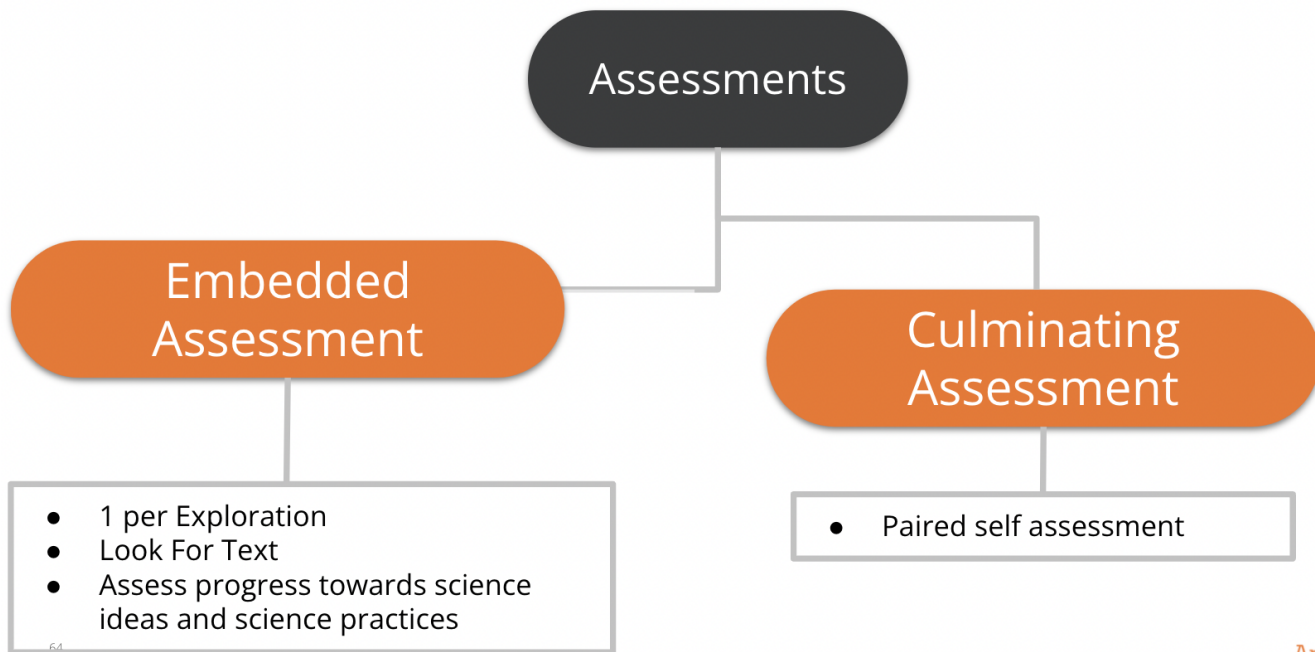 Assessments
Embedded
Assessment
Culminating
Assessment
● 1 per Exploration
● Look For Text
● Assess progress towards science
ideas and science practices
● Paired self assessment
64